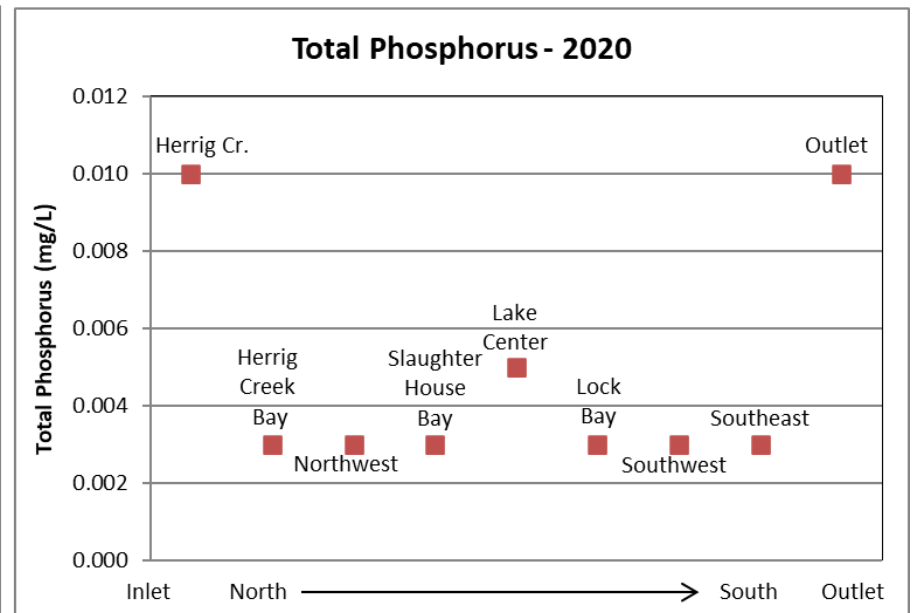 Total Phosphorus - 2020
Total Phosphorus (mg/L)
0.012
0.010
0.008
0.006
0.004
0.002
0.000
Herrig Cr.
Outlet
Herrig
Creek
Bay
Northwest
Slaughter
House
Bay
Lake
Center
Lock
Bay
Southwest
Southeast
Inlet
North
South
Outlet